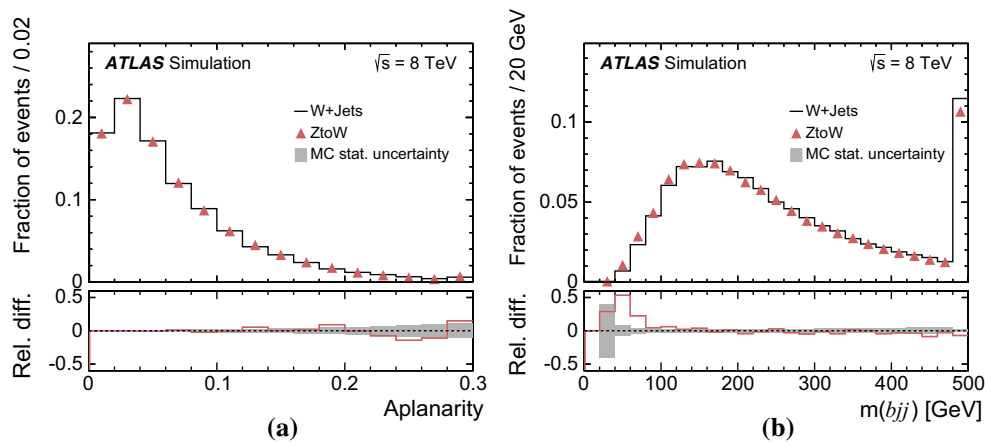 Fraction of events / 0.02
ATLAS Simulation
√s = 8 TeV
W+Jets
ZtoW
MC stat. uncertainty
0.2
0.1
0
Rel. diff.
0.5
0
-0.5
0 0.1 0.2 0.3
Aplanarity
(a)
Fraction of events / 20 GeV
ATLAS Simulation
√s = 8 TeV
W+Jets
ZtoW
MC stat. uncertainty
0.1
0.05
0
Rel. diff.
0.5
0
-0.5
0 100 200 300 400 500
m(bjj) [GeV]
(b)